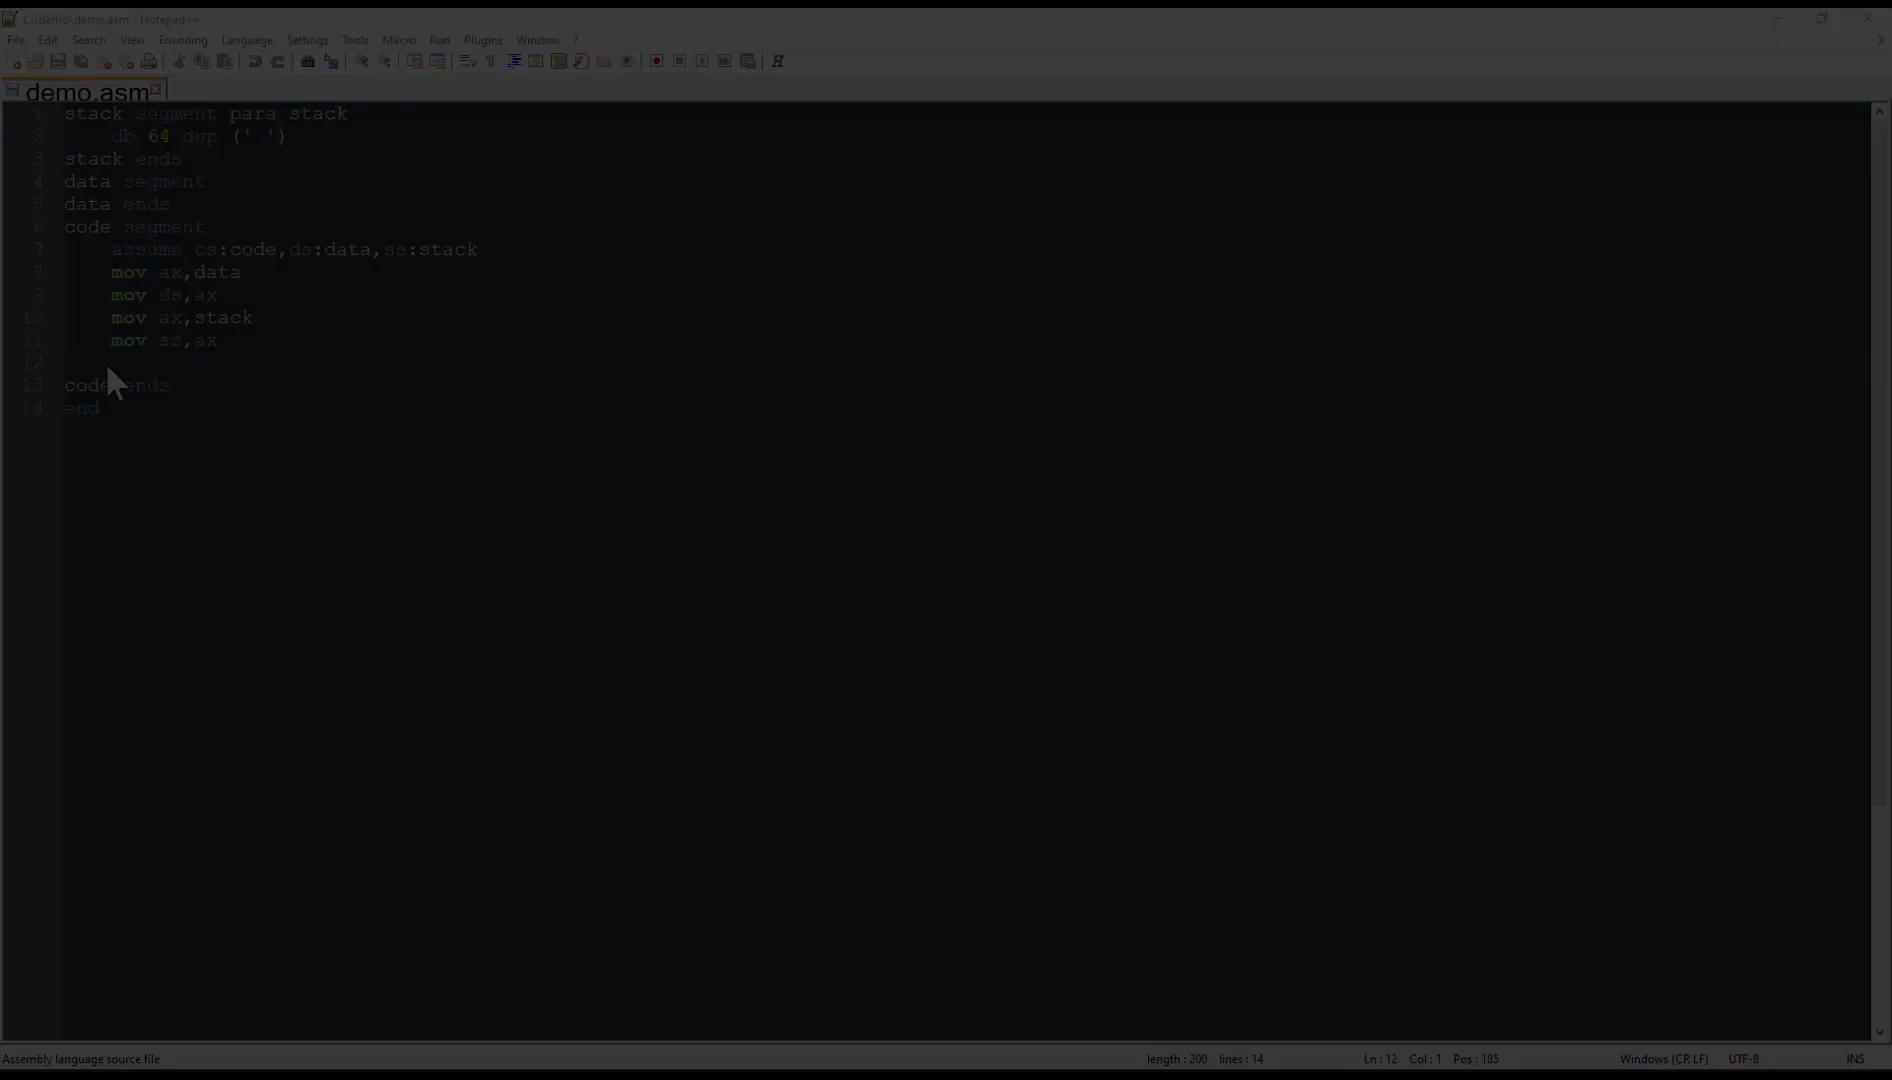 C:\demo\demo.asm - Notepad++
File Edit Search View Encoding Language Settings Tools Macro Run Plugins Window ? X
demo.asm
1 stack segment para stack
2 db 64 dup (' ')
3 stack ends
4 data segment
5 data ends
6 code segment
7 assume cs:code,ds:data,ss:stack
8 mov ax,data
9 mov ds,ax
10 mov ax,stack
11 mov ss,ax
12
13 code ends
14 end
Assembly language source file length : 200 lines : 14 Ln : 12 Col : 1 Pos : 185 Windows (CR LF) UTF-8 INS